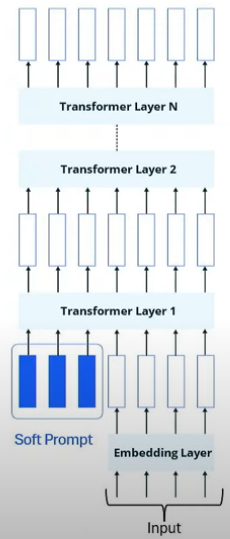 Transformer Layer N
Transformer Layer 2
Transformer Layer 1
Soft Prompt
Embedding Layer
Input